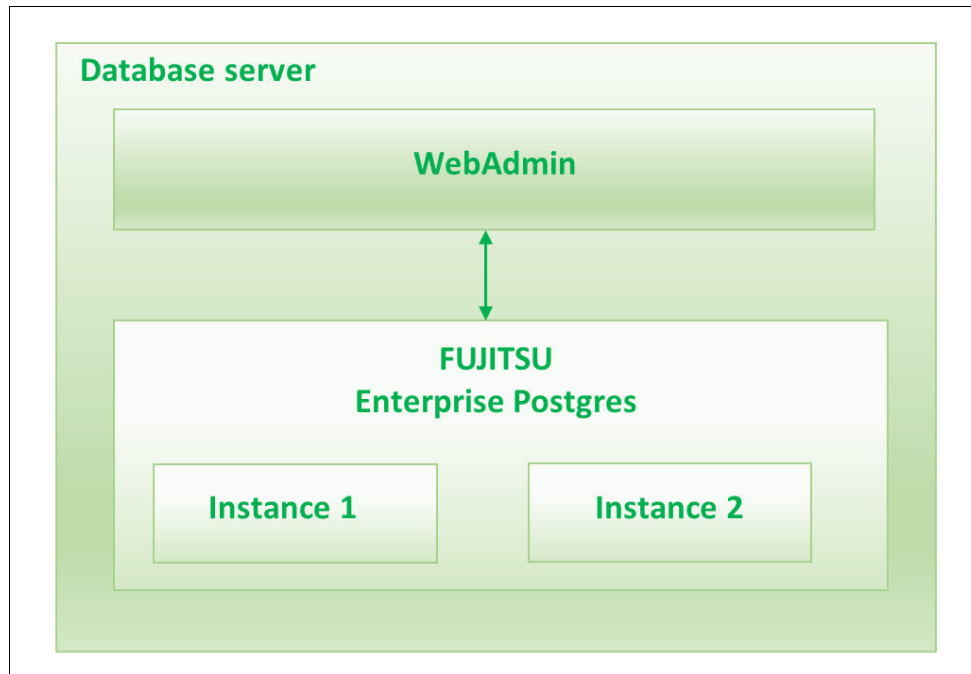 Database server
WebAdmin
FUJITSU
Enterprise Postgres
Instance 1
Instance 2